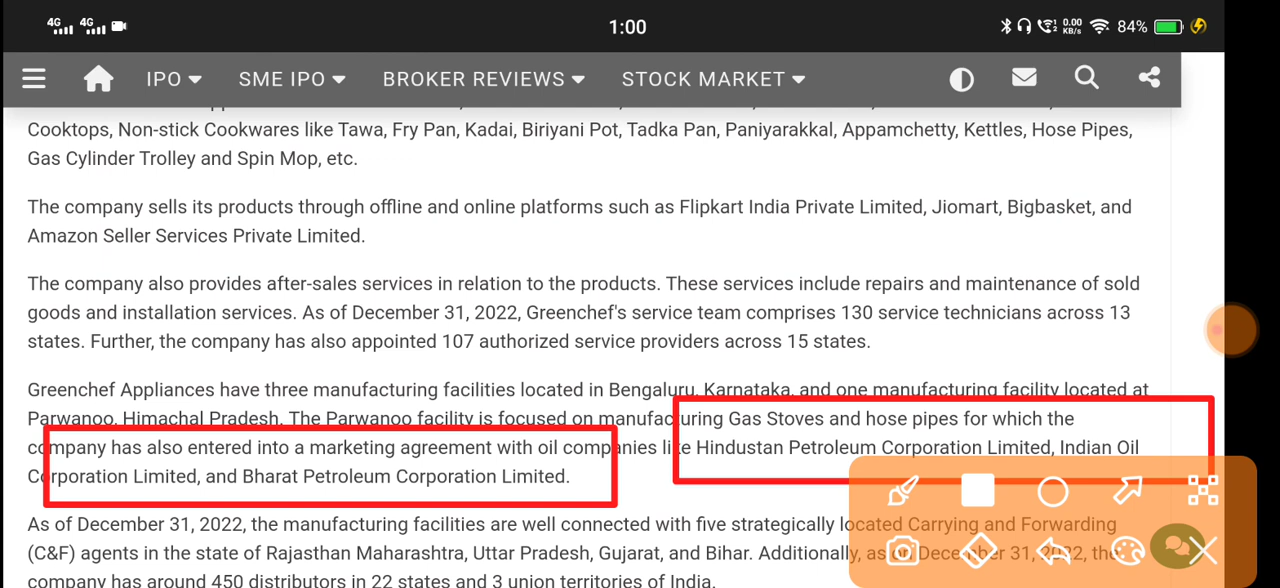 4G 4G 1:00 0.00 KB/s 84%
IPO SME IPO BROKER REVIEWS STOCK MARKET
Cooktops, Non-stick Cookwares like Tawa, Fry Pan, Kadai, Biriyani Pot, Tadka Pan, Paniyarakkal, Appamchetty, Kettles, Hose Pipes,
Gas Cylinder Trolley and Spin Mop, etc.
The company sells its products through offline and online platforms such as Flipkart India Private Limited, Jiomart, Bigbasket, and
Amazon Seller Services Private Limited.
The company also provides after-sales services in relation to the products. These services include repairs and maintenance of sold
goods and installation services. As of December 31, 2022, Greenchef's service team comprises 130 service technicians across 13
states. Further, the company has also appointed 107 authorized service providers across 15 states.
Greenchef Appliances have three manufacturing facilities located in Bengaluru, Karnataka, and one manufacturing facility located at
Parwanoo, Himachal Pradesh. The Parwanoo facility is focused on manufacturing Gas Stoves and hose pipes for which the
company has also entered into a marketing agreement with oil companies like Hindustan Petroleum Corporation Limited, Indian Oil
Corporation Limited, and Bharat Petroleum Corporation Limited.
As of December 31, 2022, the manufacturing facilities are well connected with five strategically located Carrying and Forwarding
(C&F) agents in the state of Rajasthan Maharashtra, Uttar Pradesh, Gujarat, and Bihar. Additionally, as of December 31, 2022, the
company has around 450 distributors in 22 states and 3 union territories of India.